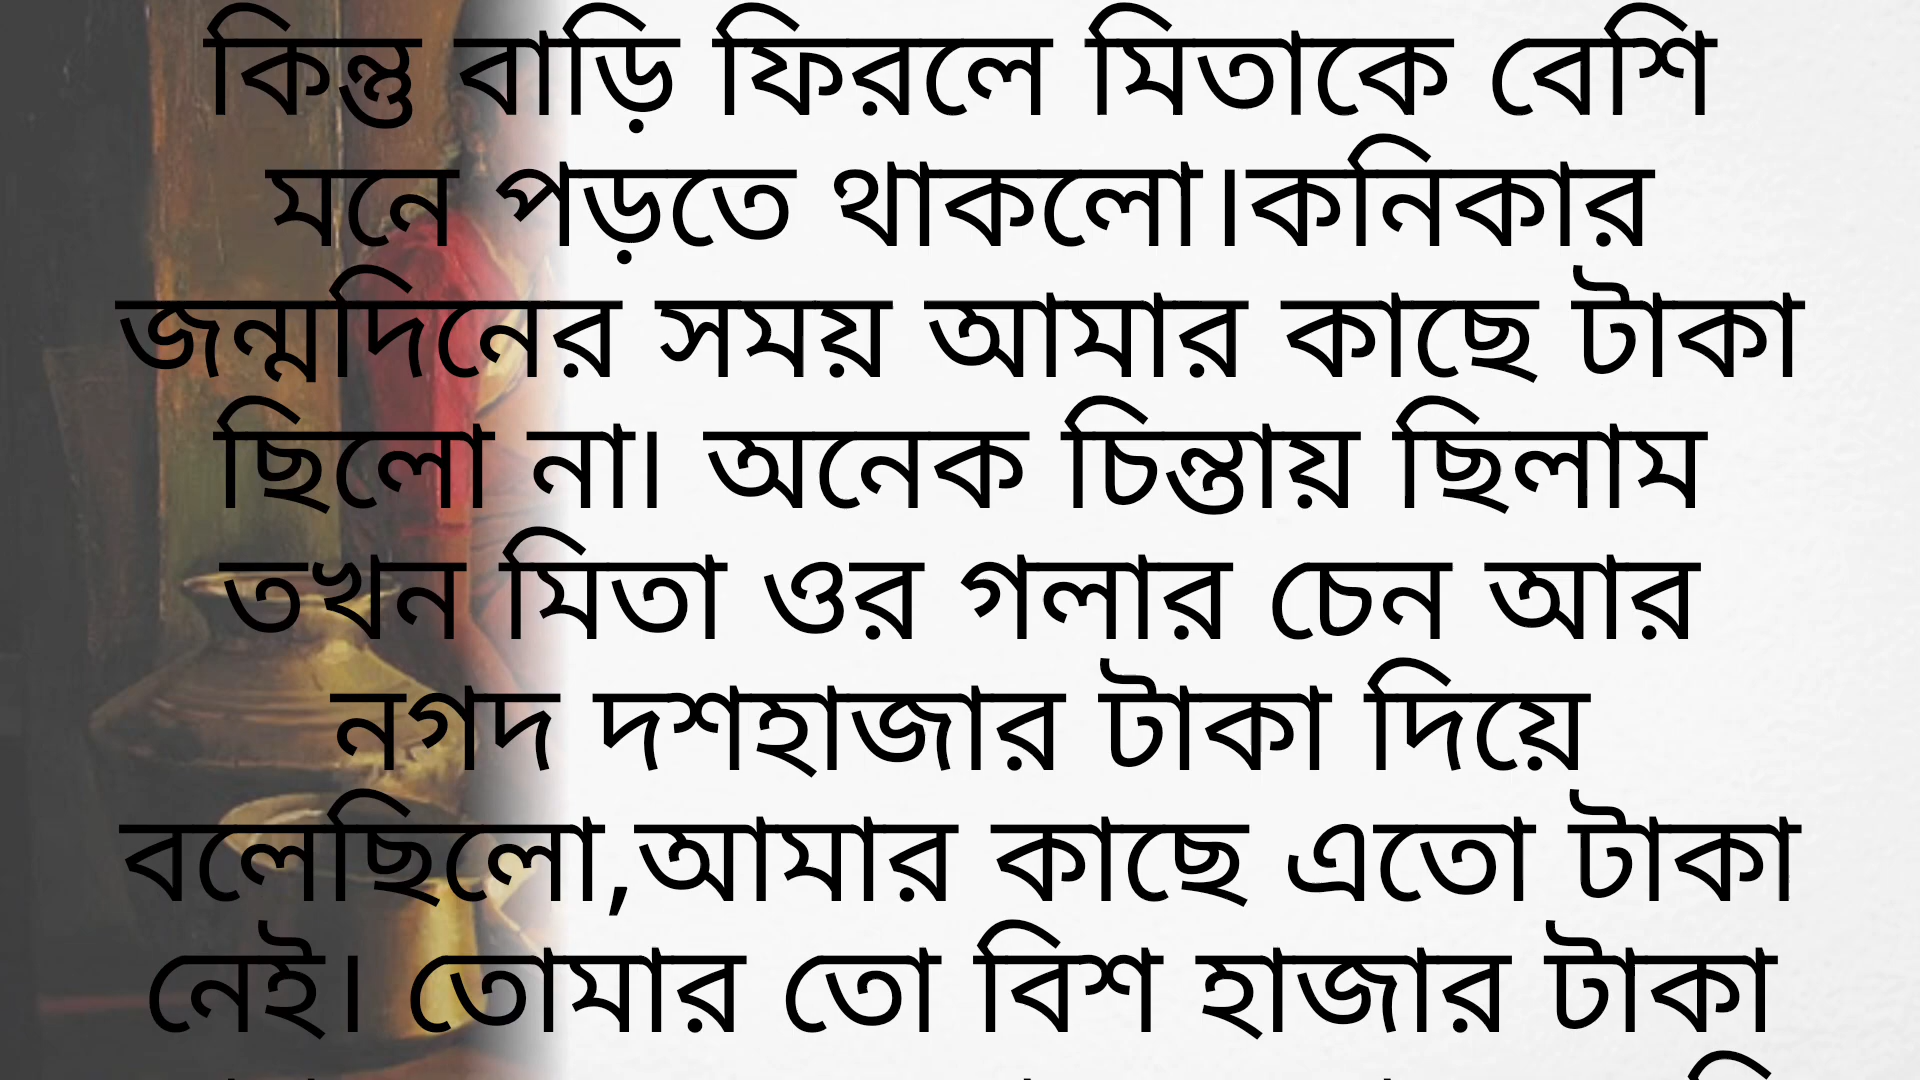 কিন্তু বাড়ি ফিরলে মিতাকে বেশি
মনে পড়তে থাকলো।কনিকার
জন্মদিনের সময় আমার কাছে টাকা
ছিলো না। অনেক চিন্তায় ছিলাম
তখন মিতা ওর গলার চেন আর
নগদ দশহাজার টাকা দিয়ে
বলেছিলো,আমার কাছে এতো টাকা
নেই। তোমার তো বিশ হাজার টাকা